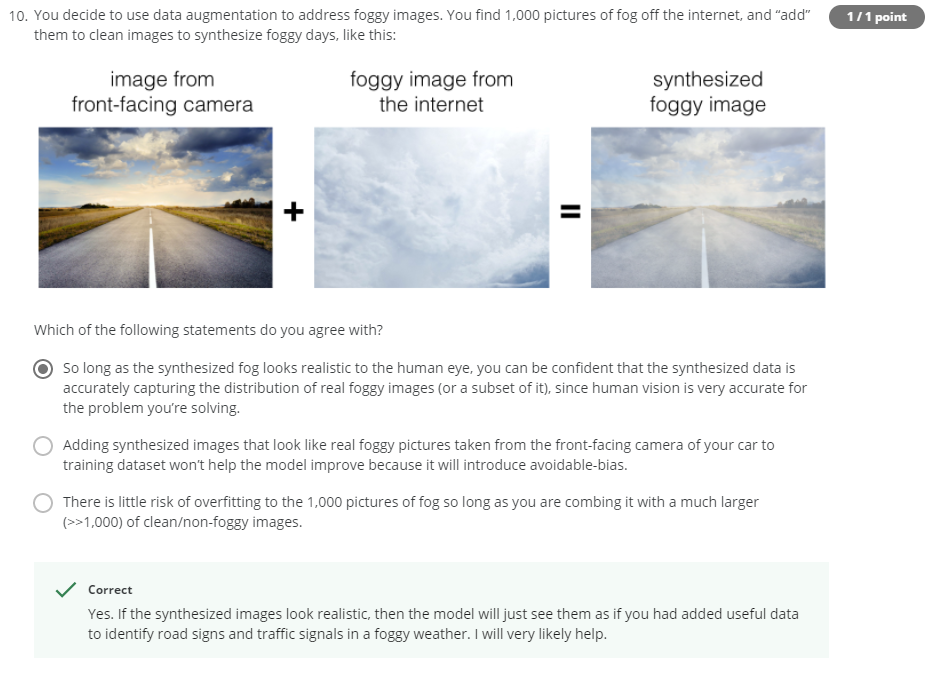 10. You decide to use data augmentation to address foggy images. You find 1,000 pictures of fog off the internet, and “add”
them to clean images to synthesize foggy days, like this:
1 / 1 point
image from
front-facing camera
foggy image from
the internet
synthesized
foggy image
+
=
Which of the following statements do you agree with?
So long as the synthesized fog looks realistic to the human eye, you can be confident that the synthesized data is
accurately capturing the distribution of real foggy images (or a subset of it), since human vision is very accurate for
the problem you’re solving.
Adding synthesized images that look like real foggy pictures taken from the front-facing camera of your car to
training dataset won’t help the model improve because it will introduce avoidable-bias.
There is little risk of overfitting to the 1,000 pictures of fog so long as you are combing it with a much larger
(>>1,000) of clean/non-foggy images.
Correct
Yes. If the synthesized images look realistic, then the model will just see them as if you had added useful data
to identify road signs and traffic signals in a foggy weather. I will very likely help.